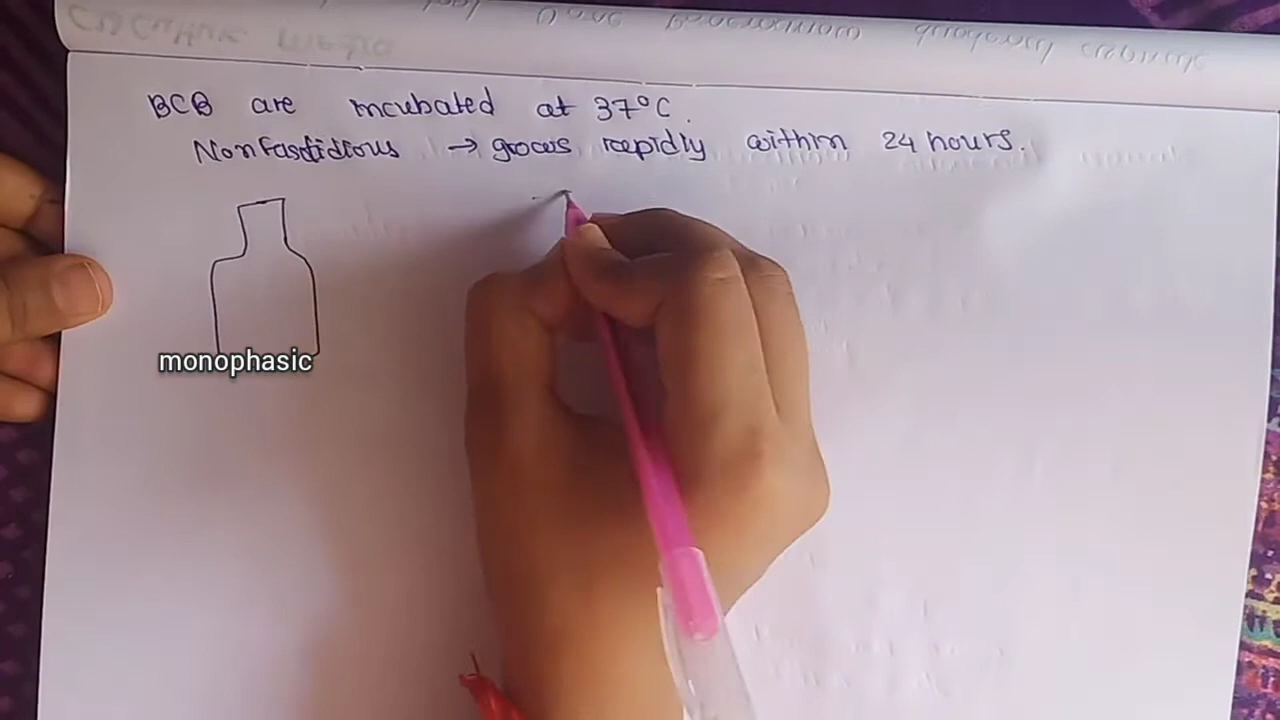 BCB are incubated at 37°C.
Nonfastidious → grows rapidly within 24 hours.
monophasic